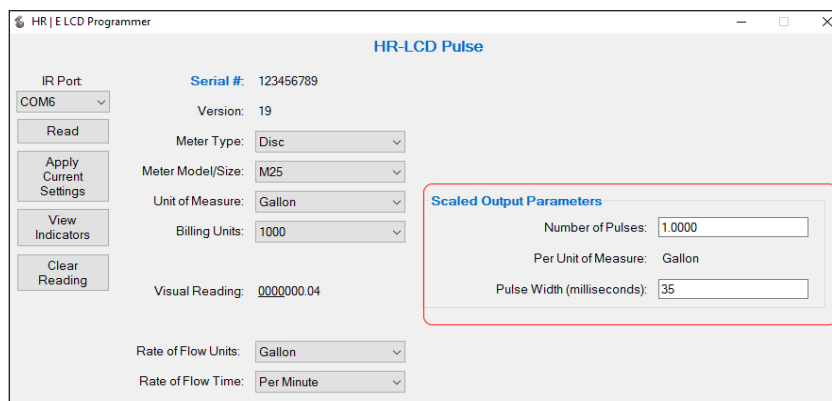 HR | E LCD Programmer
HR-LCD Pulse
IR Port:
COM6
Read
Apply
Current
Settings
View
Indicators
Clear
Reading
Serial #: 123456789
Version: 19
Meter Type: Disc
Meter Model/Size: M25
Unit of Measure: Gallon
Billing Units: 1000
Visual Reading: 0000000.04
Rate of Flow Units: Gallon
Rate of Flow Time: Per Minute
Scaled Output Parameters
Number of Pulses: 1.0000
Per Unit of Measure: Gallon
Pulse Width (milliseconds): 35